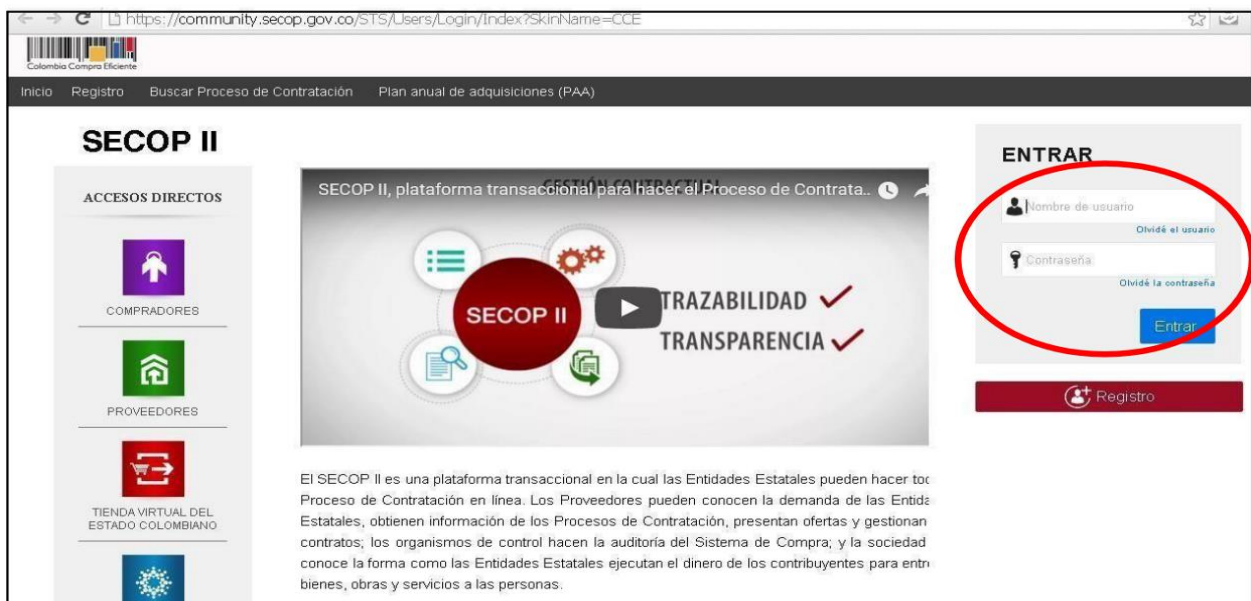 https://community.secop.gov.co/STS/Users/Login/Index?SkinName=CCE
Colombia Compra Eficiente
Inicio Registro Buscar Proceso de Contratación Plan anual de adquisiciones (PAA)
SECOP II
ACCESOS DIRECTOS
COMPRADORES
PROVEEDORES
TIENDA VIRTUAL DEL
ESTADO COLOMBIANO
GESTIÓN CONTRACTUAL
SECOP II, plataforma transaccional para hacer el Proceso de Contrata..
SECOP II
TRAZABILIDAD
TRANSPARENCIA
El SECOP II es una plataforma transaccional en la cual las Entidades Estatales pueden hacer toc
Proceso de Contratación en línea. Los Proveedores pueden conocen la demanda de las Entida
Estatales, obtienen información de los Procesos de Contratación, presentan ofertas y gestionan
contratos; los organismos de control hacen la auditoría del Sistema de Compra; y la sociedad
conoce la forma como las Entidades Estatales ejecutan el dinero de los contribuyentes para entre
bienes, obras y servicios a las personas.
ENTRAR
Nombre de usuario
Olvidé el usuario
Contraseña
Olvidé la contraseña
Entrar
Registro